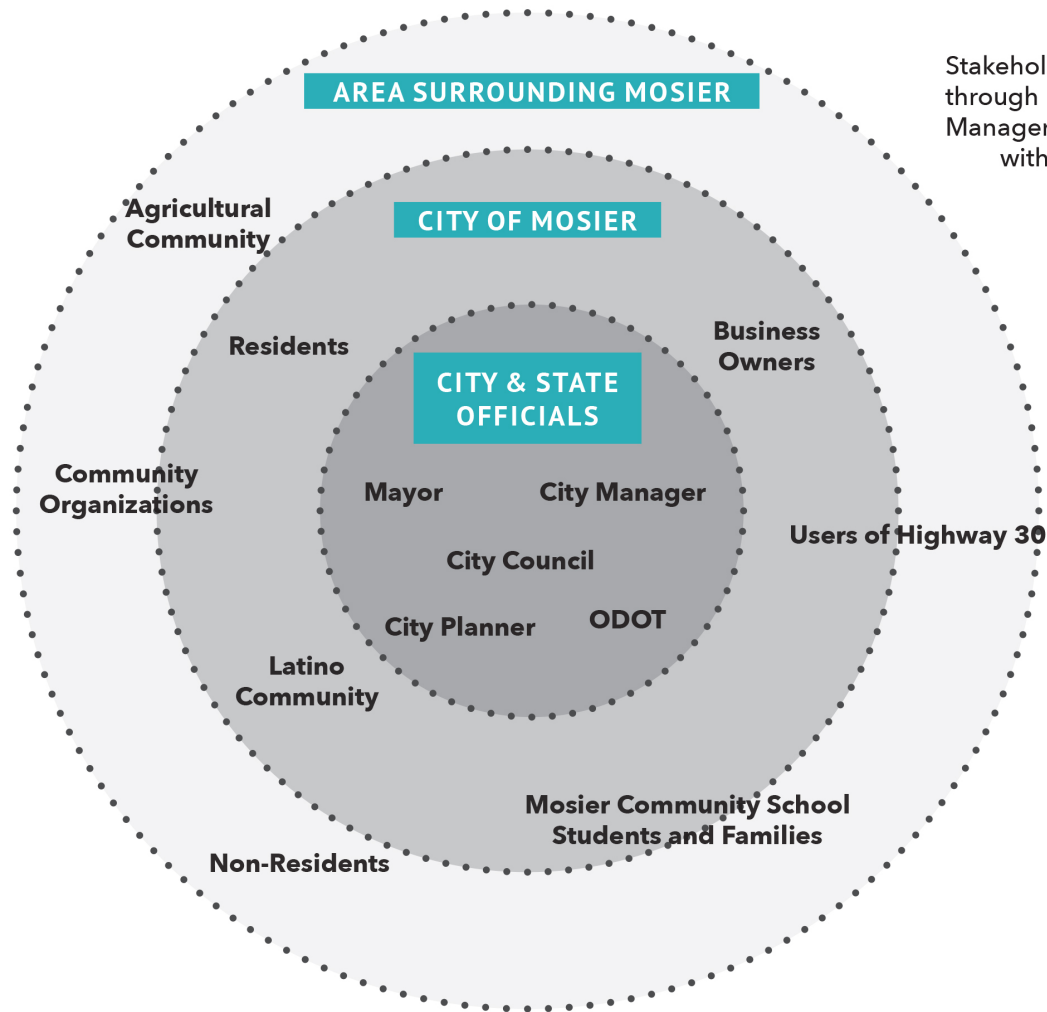 AREA SURROUNDING MOSIER
through
with
CITY OF MOSIER
Agricultural
Community
Residents
Business
Owners
CITY & STATE
OFFICIALS
Community
Organizations
Mayor
City Manager
Users of Highway 30
City Council
City Planner
ODOT
Latino
Community
Mosier Community School
Students and Families
Non-Residents